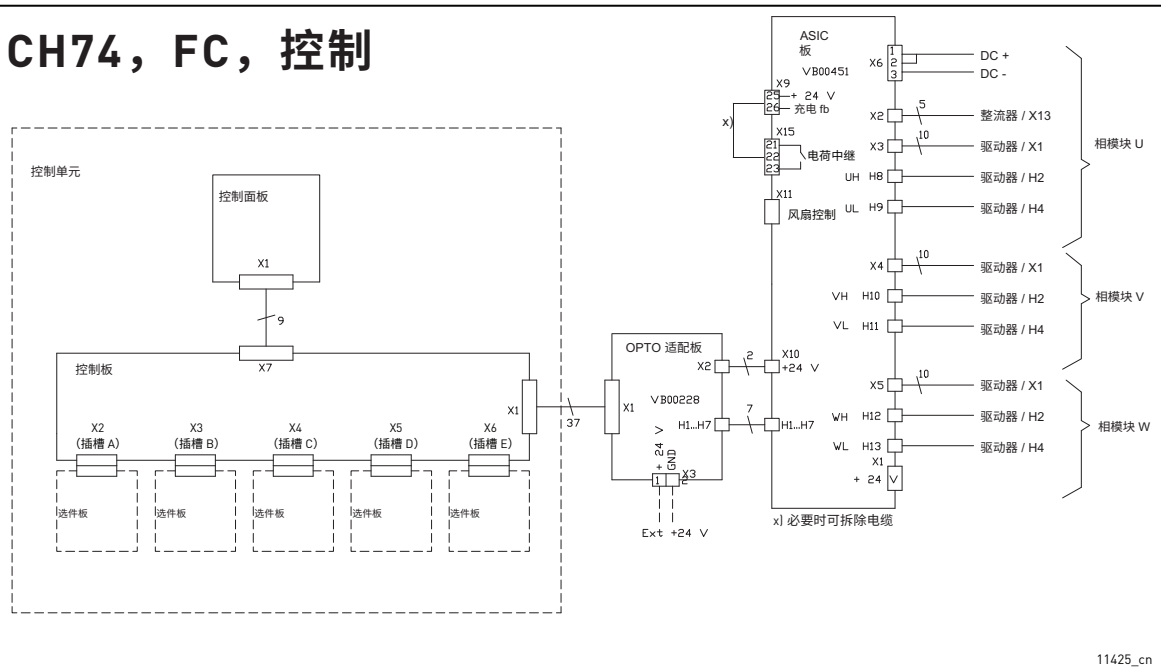 CH74，FC，控制
控制单元
控制面板
X1
9
X7
控制板
X2
(插槽 A)
X3
(插槽 B)
X4
(插槽 C)
X5
(插槽 D)
X6
(插槽 E)
X1
选件板
选件板
选件板
选件板
选件板
37
OPTO 适配板
X1
VB00228
X2
H1...H7
+ 24 V
GND
1
2
X3
Ext +24 V
2
7
ASIC
板
VB00451
X9
25
+ 24 V
26
充电 fb
x)
X15
21
22
23
电荷中继
X11
风扇控制
X10
+24 V
H1...H7
X6
1
2
3
DC +
DC -
X2
5
整流器 / X13
X3
10
驱动器 / X1
UH H8
驱动器 / H2
UL H9
驱动器 / H4
相模块 U
X4
10
驱动器 / X1
VH H10
驱动器 / H2
VL H11
驱动器 / H4
相模块 V
X5
10
驱动器 / X1
WH H12
驱动器 / H2
WL H13
驱动器 / H4
相模块 W
X1
+ 24 V
x) 必要时可拆除电缆
11425_cn